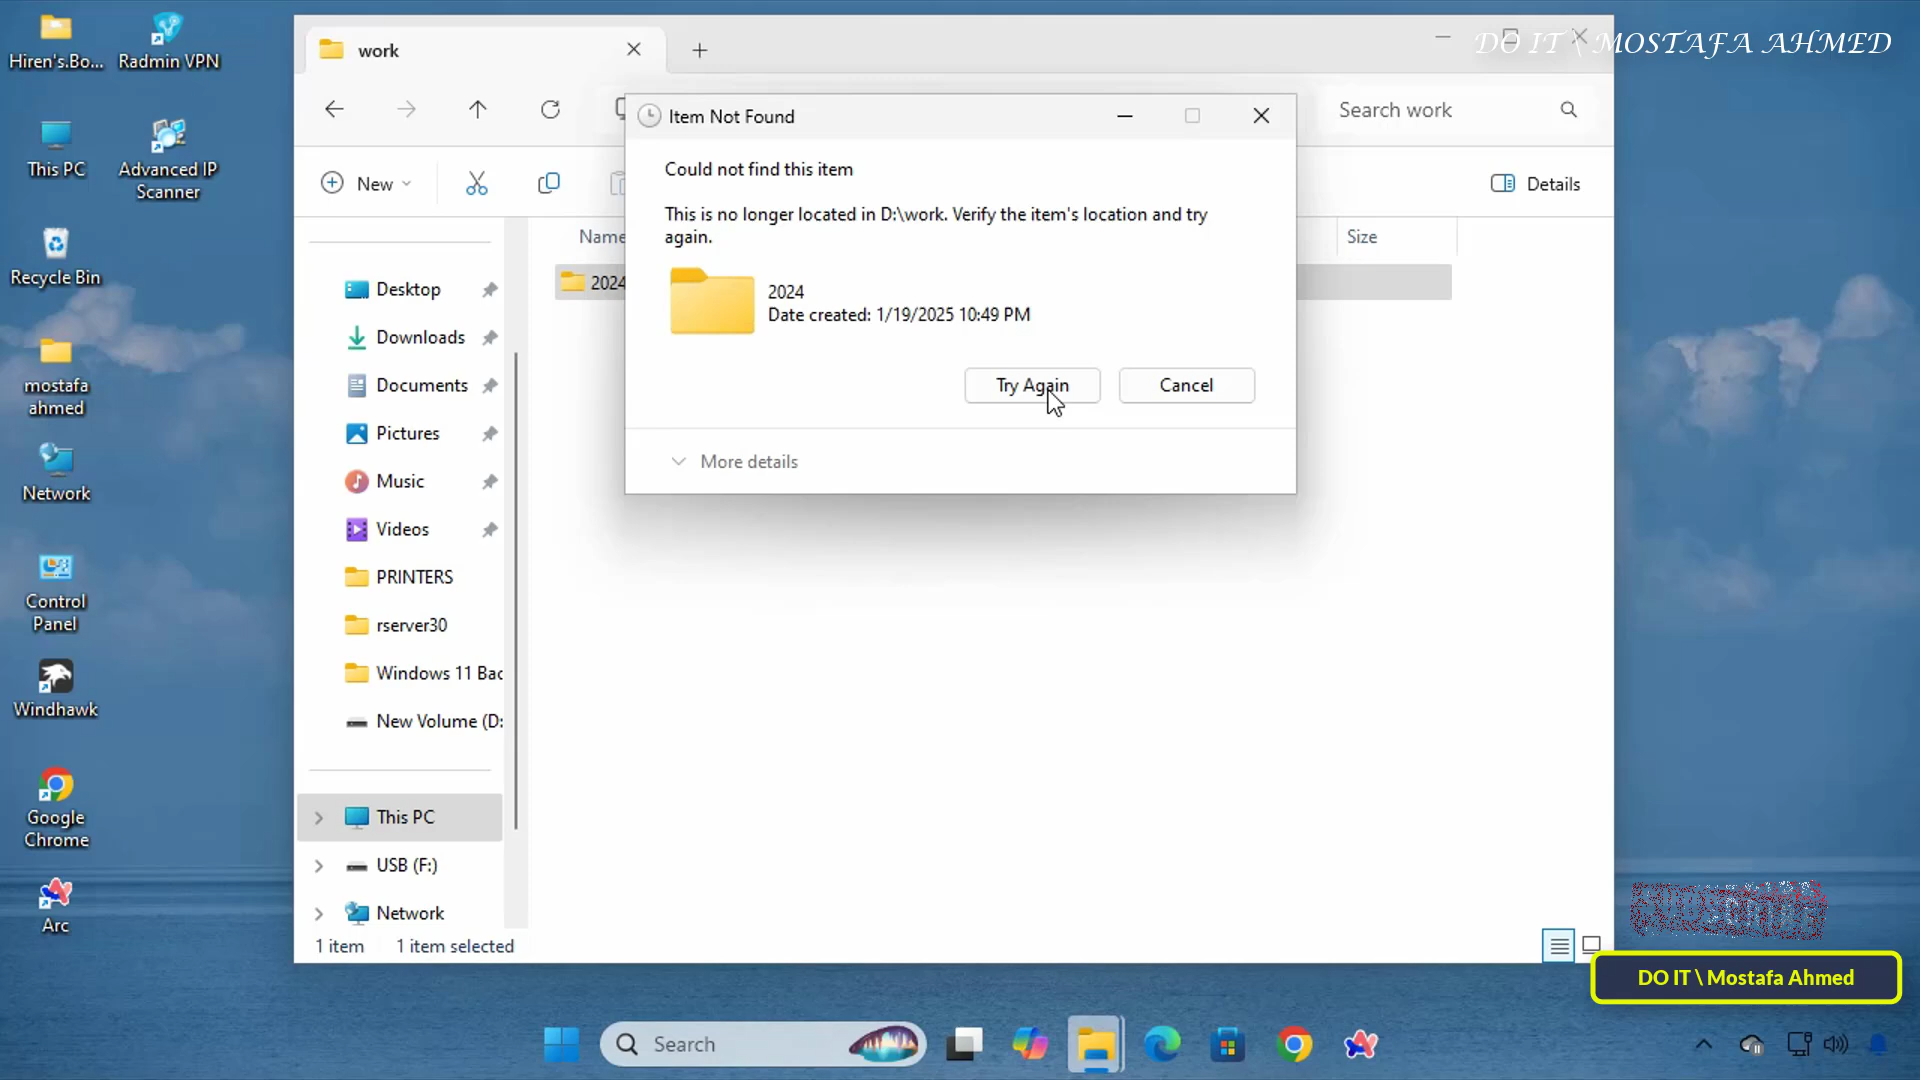 Hiren's.Bo...
Radmin VPN
This PC
Advanced IP
Scanner
Recycle Bin
mostafa
ahmed
Network
Control
Panel
Windhawk
Google
Chrome
Arc
work
DO IT \ MOSTAFA AHMED
Search work
New
Details
Name
Size
2024
Item Not Found
Could not find this item
This is no longer located in D:\work. Verify the item's location and try
again.
2024
Date created: 1/19/2025 10:49 PM
Try Again
Cancel
More details
Desktop
Downloads
Documents
Pictures
Music
Videos
PRINTERS
rserver30
Windows 11 Bac
New Volume (D:
This PC
USB (F:)
Network
1 item
1 item selected
DO IT \ Mostafa Ahmed
Search